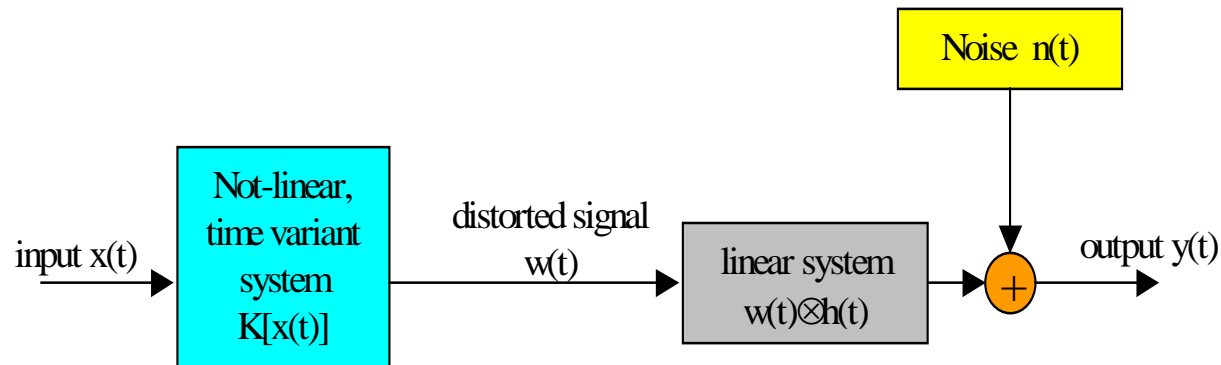 Noise n(t)
Not-linear,
time variant
system
K[x(t)]
input x(t)
distorted signal
w(t)
linear system
w(t)⊗h(t)
+
output y(t)